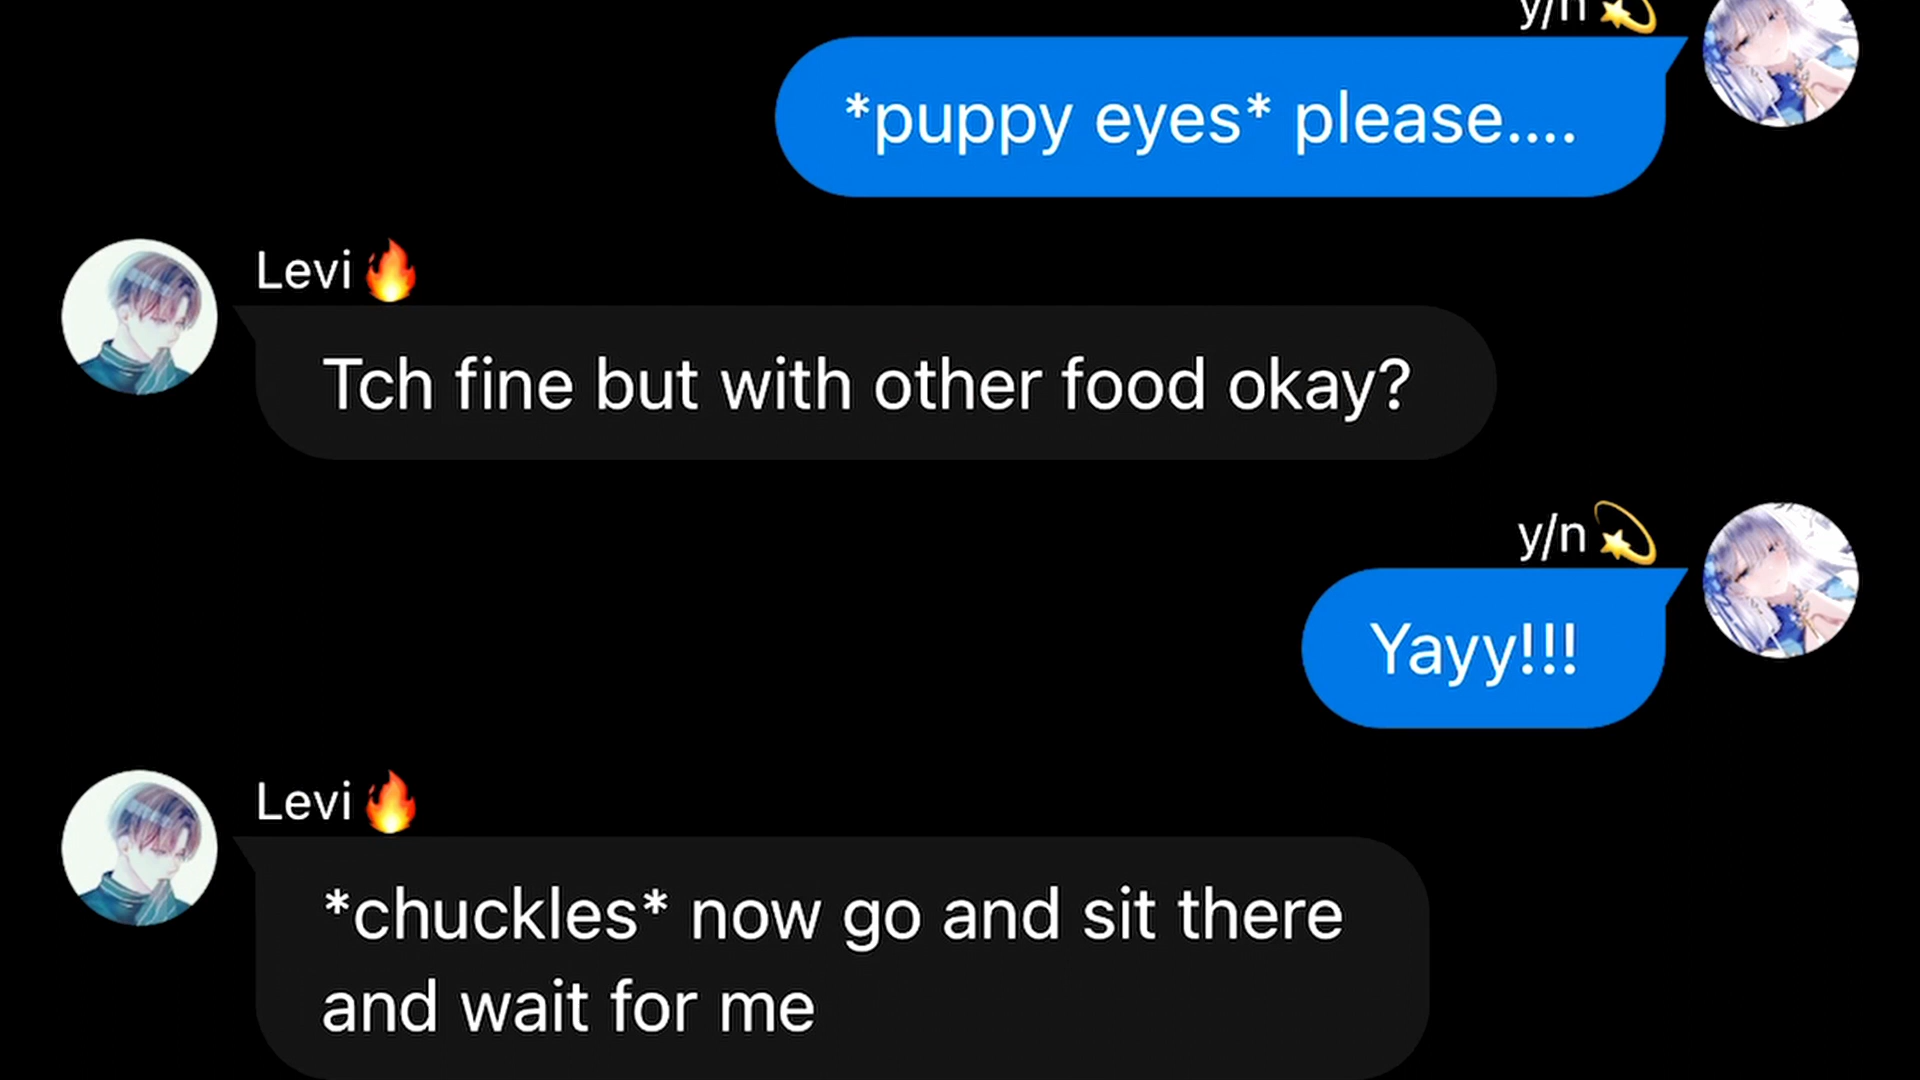 y/n💫
*puppy eyes* please....
Levi🔥
Tch fine but with other food okay?
y/n💫
Yayy!!!
Levi🔥
*chuckles* now go and sit there
and wait for me